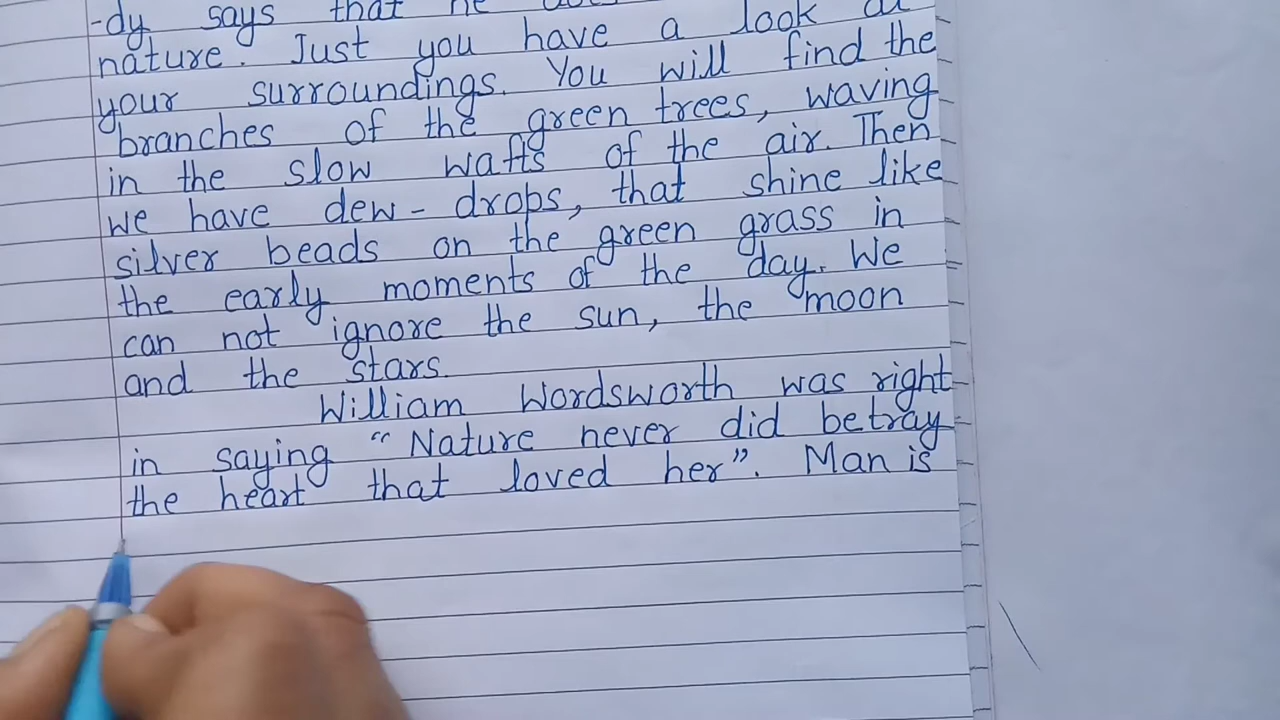 -dy says that he
nature. Just you have a look at
your surroundings. You will find the
branches of the green trees, waving
in the slow wafts of the air. Then
we have dew - drops, that shine like
silver beads on the green grass in
the early moments of the day. We
can not ignore the sun, the moon
and the stars.
William Wordsworth was right
in saying “Nature never did betray
the heart that loved her”. Man is